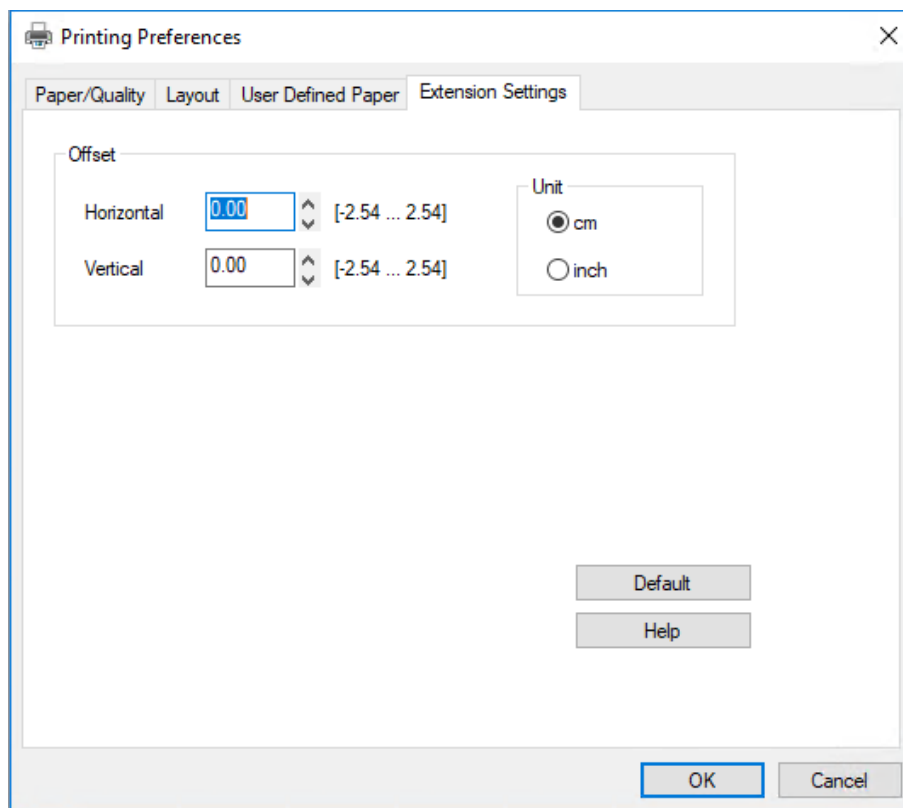 Printing Preferences
Paper/Quality Layout User Defined Paper Extension Settings
Offset
Unit
Horizontal 0.00 [-2.54 ... 2.54]
cm
Vertical 0.00 [-2.54 ... 2.54]
inch
Default
Help
OK Cancel